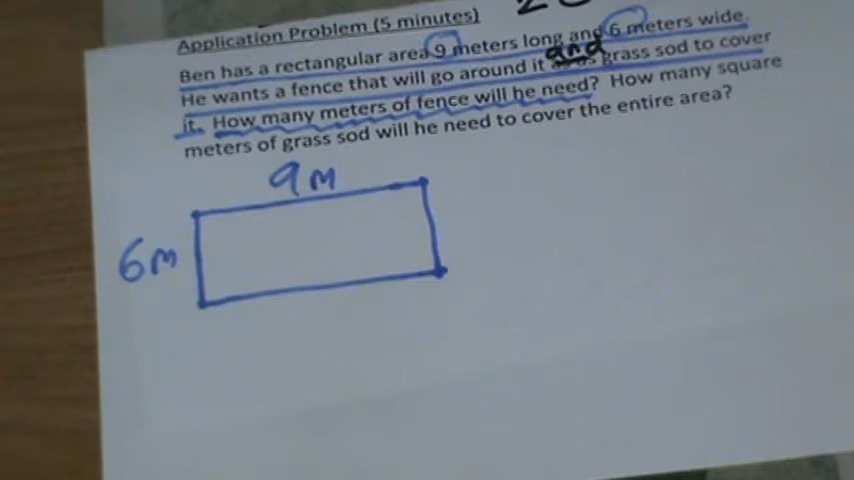 Application Problem (5 minutes)
Ben has a rectangular area 9 meters long and 6 meters wide.
and
He wants a fence that will go around it grass sod to cover
it. How many meters of fence will he need? How many square
meters of grass sod will he need to cover the entire area?
9m
6m